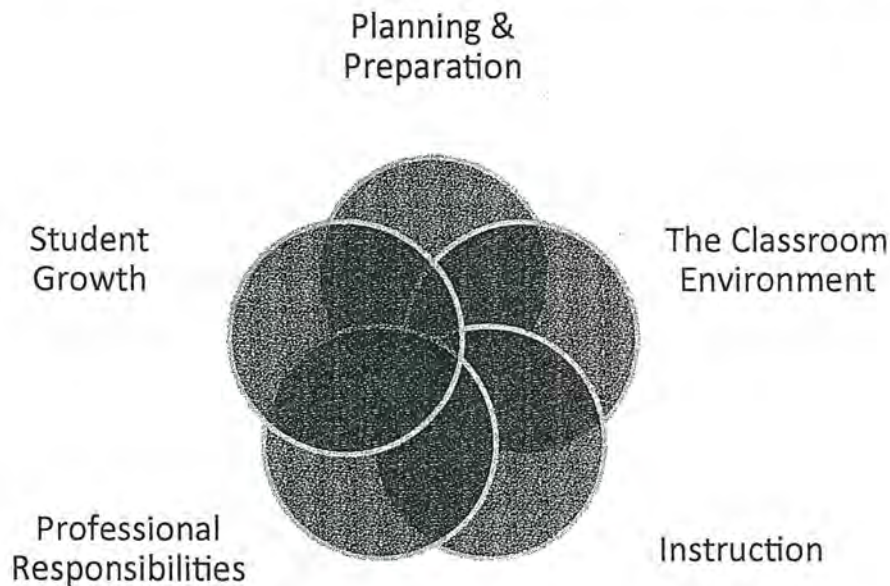 Planning &
Preparation
Student
Growth
The Classroom
Environment
Professional
Responsibilities
Instruction